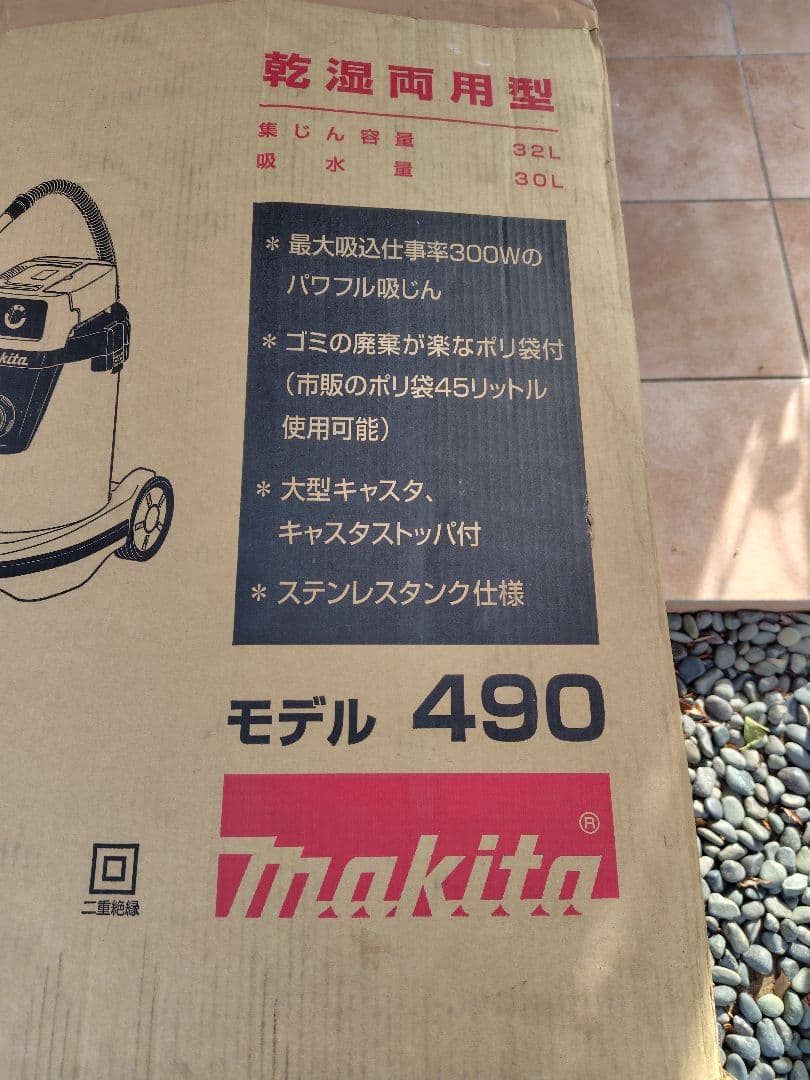 乾湿両用型
集じん容量 32L
吸水量 30L
* 最大吸込仕事率300Wの
パワフル吸じん
* ゴミの廃棄が楽なポリ袋付
(市販のポリ袋45リットル
使用可能)
* 大型キャスタ、
キャスタストッパ付
* ステンレスタンク仕様
kita
モデル 490
makita®
二重絶縁